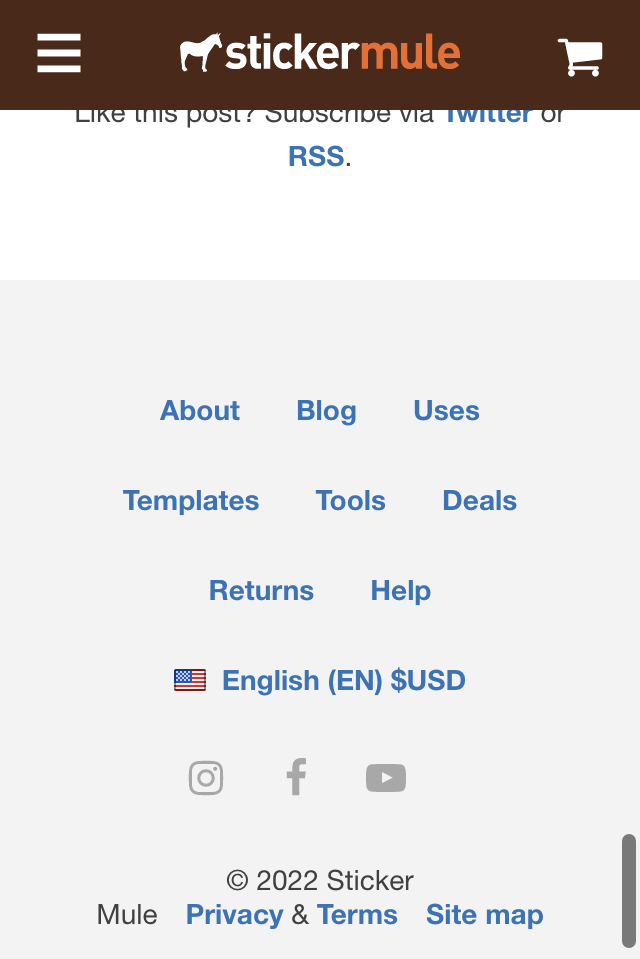 stickermule
Like this post? Subscribe via Twitter or
RSS.
About Blog Uses
Templates Tools Deals
Returns Help
English (EN) $USD
© 2022 Sticker
Mule Privacy & Terms Site map